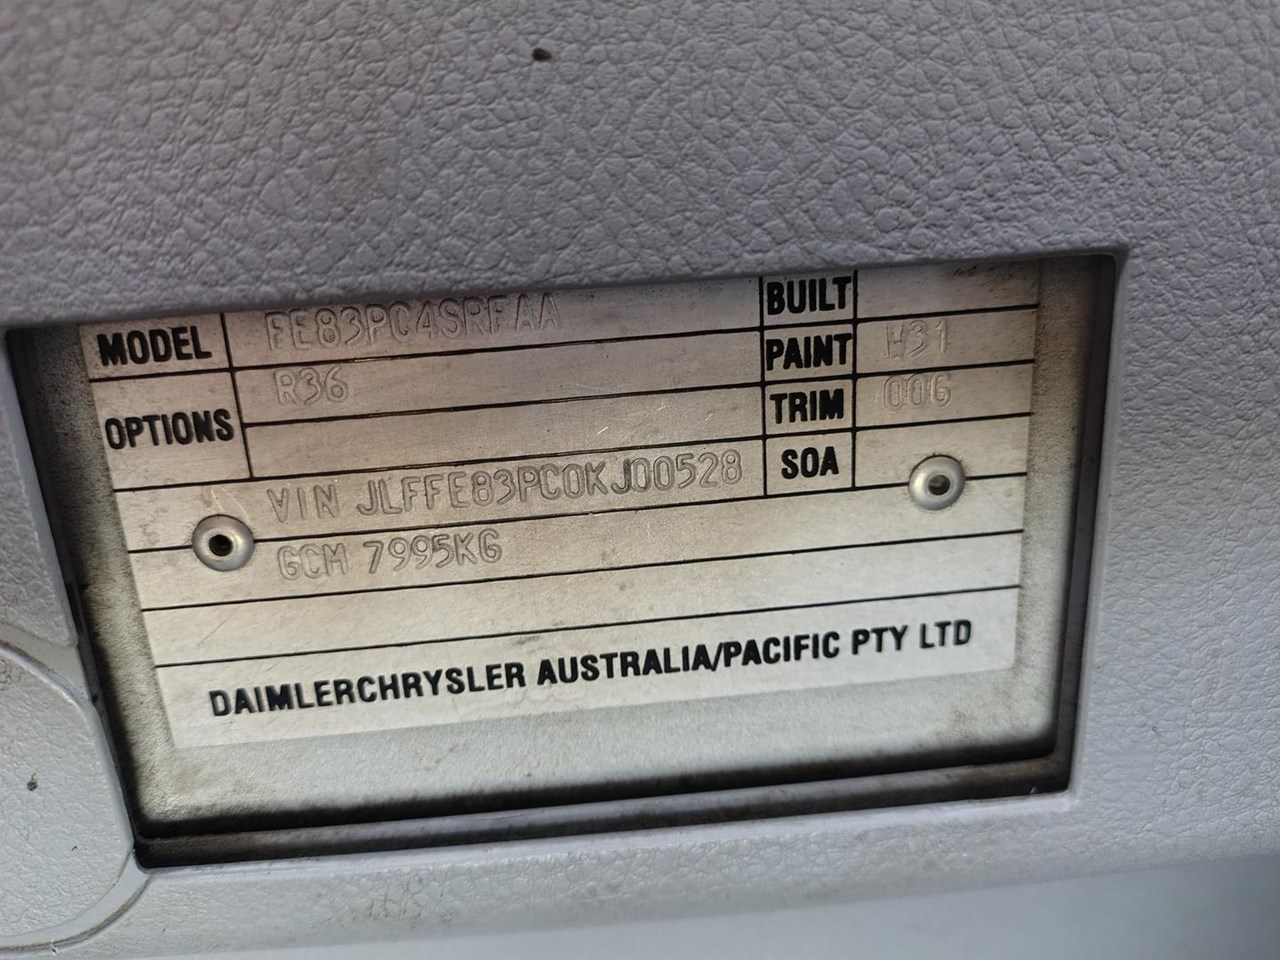 MODEL FE83PC4SRFAA BUILT
OPTIONS R36 PAINT W31
TRIM 00G
VIN JLFFE83PC0KJ00528 SOA
GCM 7995KG
DAIMLERCHRYSLER AUSTRALIA/PACIFIC PTY LTD